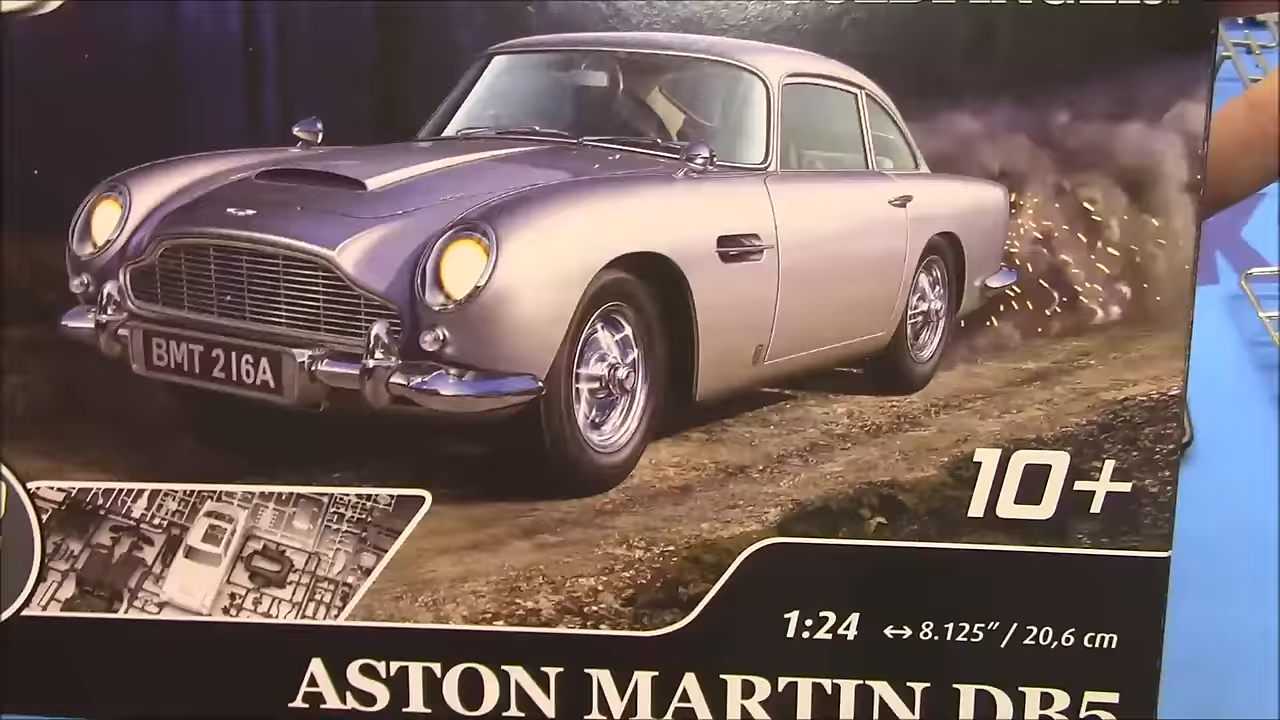 BMT 216A
10+
1:24 ↔ 8.125” / 20,6 cm
ASTON MARTIN DB5